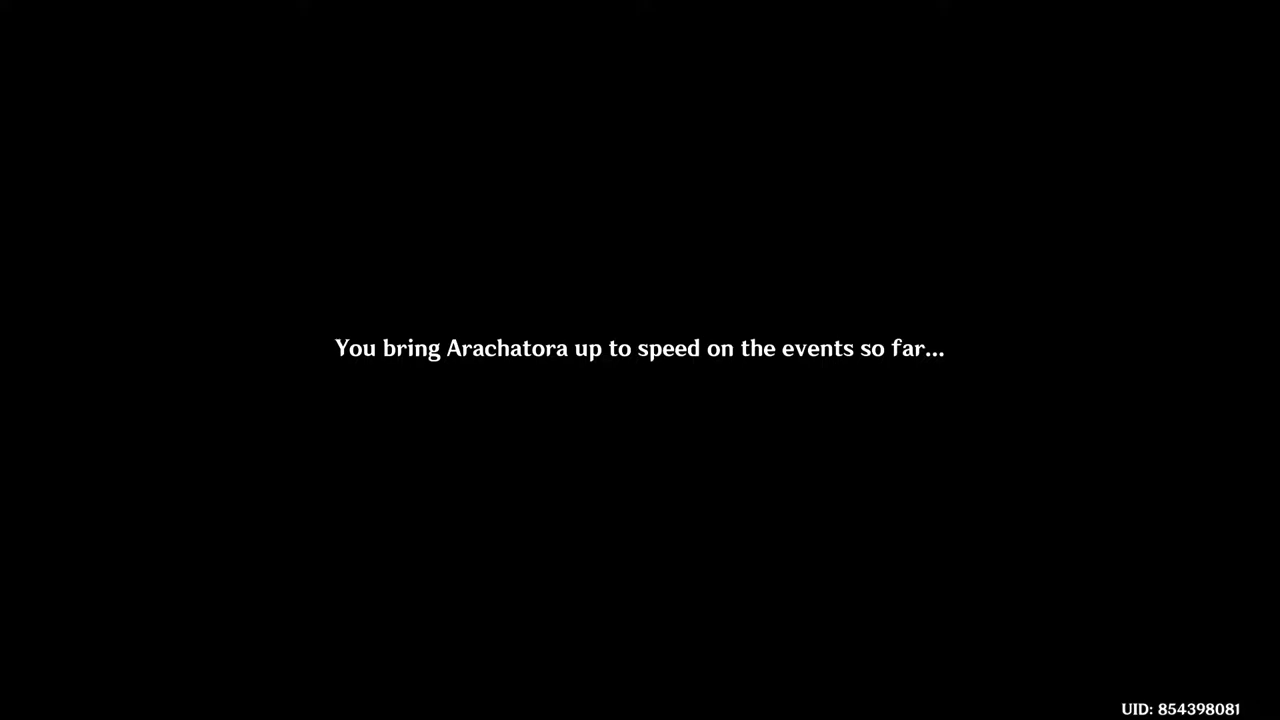 You bring Arachatora up to speed on the events so far...
UID: 854398081